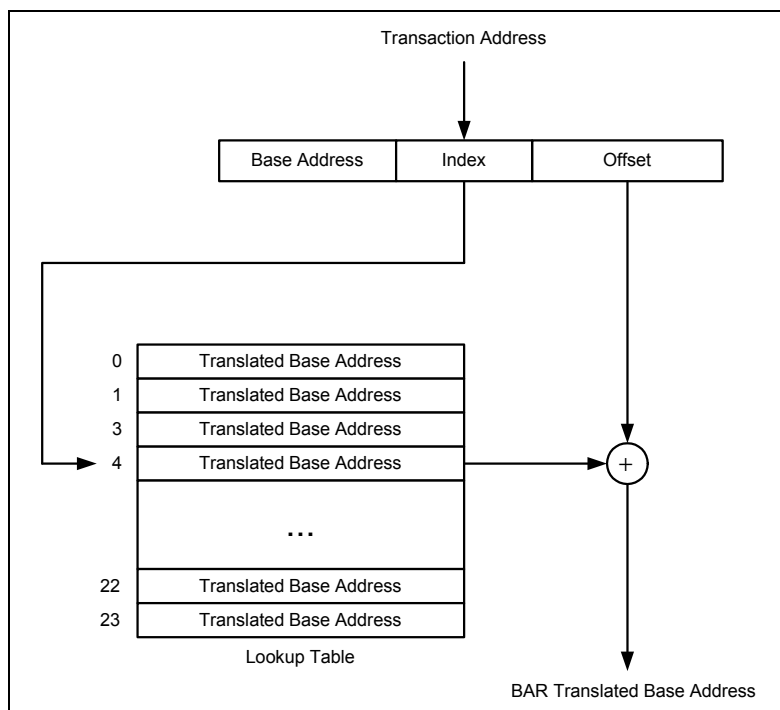 Transaction Address
Base Address Index Offset
0 Translated Base Address
1 Translated Base Address
3 Translated Base Address
4 Translated Base Address
+
...
22 Translated Base Address
23 Translated Base Address
Lookup Table
BAR Translated Base Address